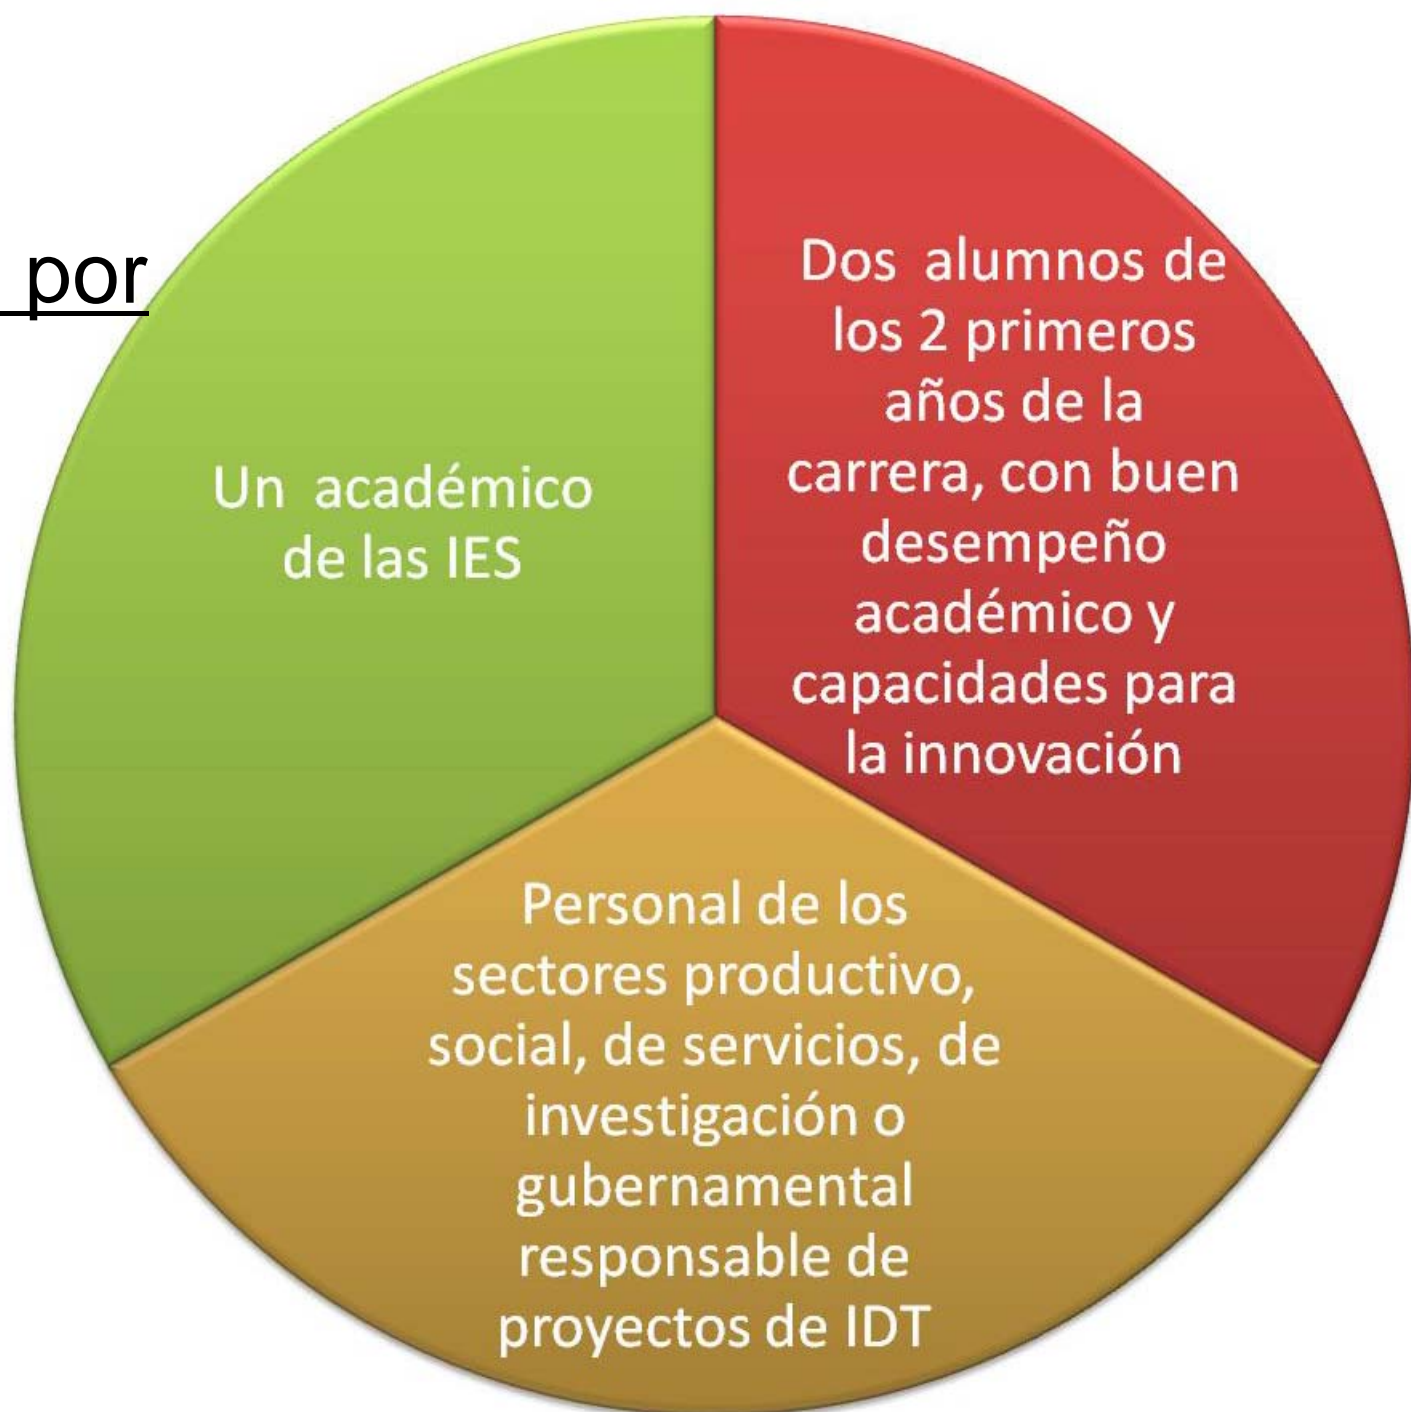 por
Un académico
de las IES
Dos alumnos de
los 2 primeros
años de la
carrera, con buen
desempeño
académico y
capacidades para
la innovación
Personal de los
sectores productivo,
social, de servicios, de
investigación o
gubernamental
responsable de
proyectos de IDT